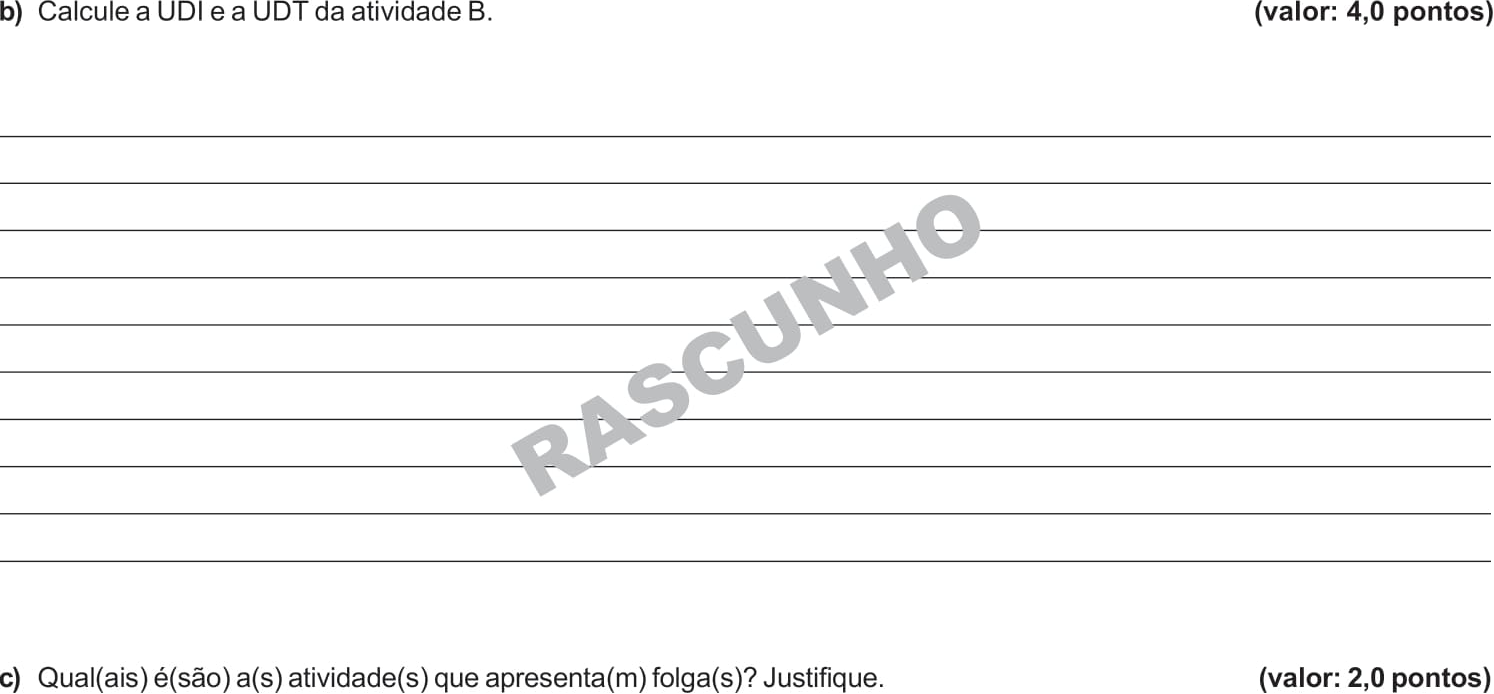 b) Calcule a UDI e a UDT da atividade B. (valor: 4,0 pontos)
RASCUNHO
c) Qual(ais) é(são) a(s) atividade(s) que apresenta(m) folga(s)? Justifique. (valor: 2,0 pontos)